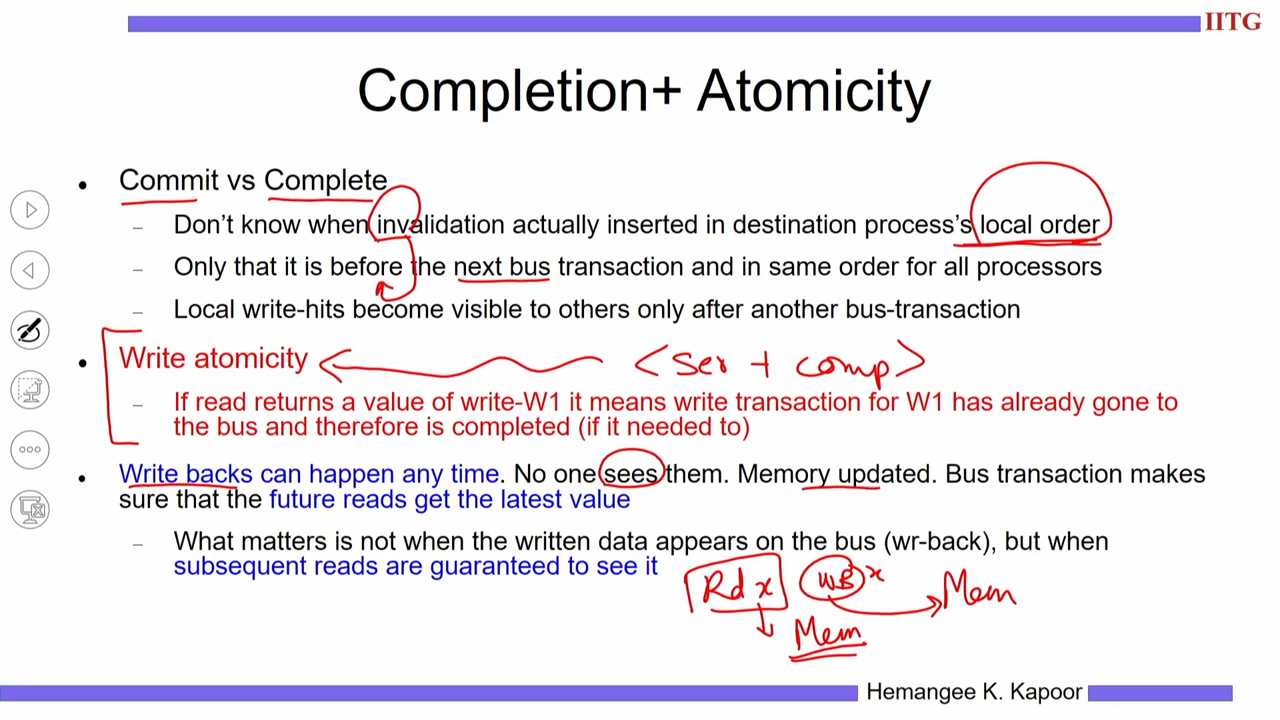 IITG
Completion+ Atomicity
• Commit vs Complete
– Don't know when invalidation actually inserted in destination process's local order
– Only that it is before the next bus transaction and in same order for all processors
– Local write-hits become visible to others only after another bus-transaction
• Write atomicity <ser + comp>
– If read returns a value of write-W1 it means write transaction for W1 has already gone to
the bus and therefore is completed (if it needed to)
• Write backs can happen any time. No one sees them. Memory updated. Bus transaction makes
sure that the future reads get the latest value
– What matters is not when the written data appears on the bus (wr-back), but when
subsequent reads are guaranteed to see it
Rd x WB x Mem
Mem
Hemangee K. Kapoor